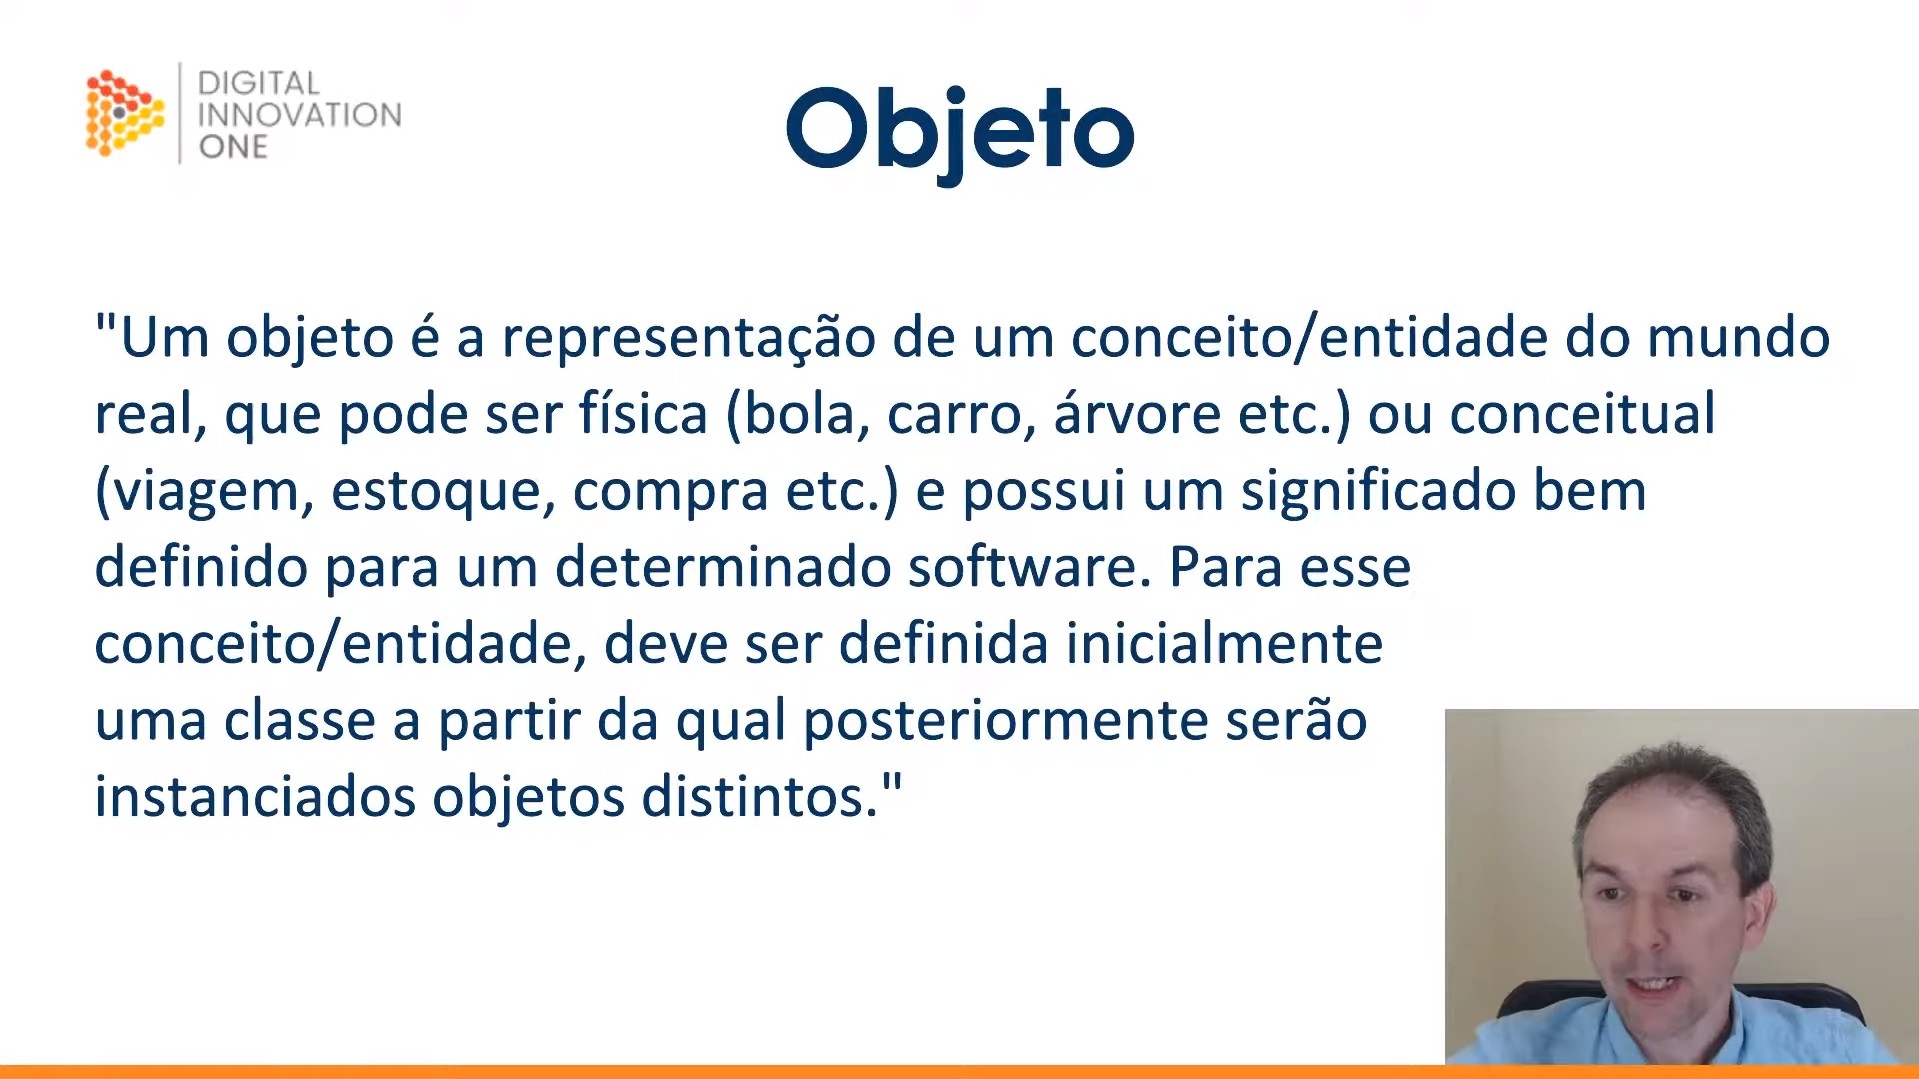 DIGITAL
INNOVATION
ONE
Objeto
"Um objeto é a representação de um conceito/entidade do mundo
real, que pode ser física (bola, carro, árvore etc.) ou conceitual
(viagem, estoque, compra etc.) e possui um significado bem
definido para um determinado software. Para esse
conceito/entidade, deve ser definida inicialmente
uma classe a partir da qual posteriormente serão
instanciados objetos distintos."